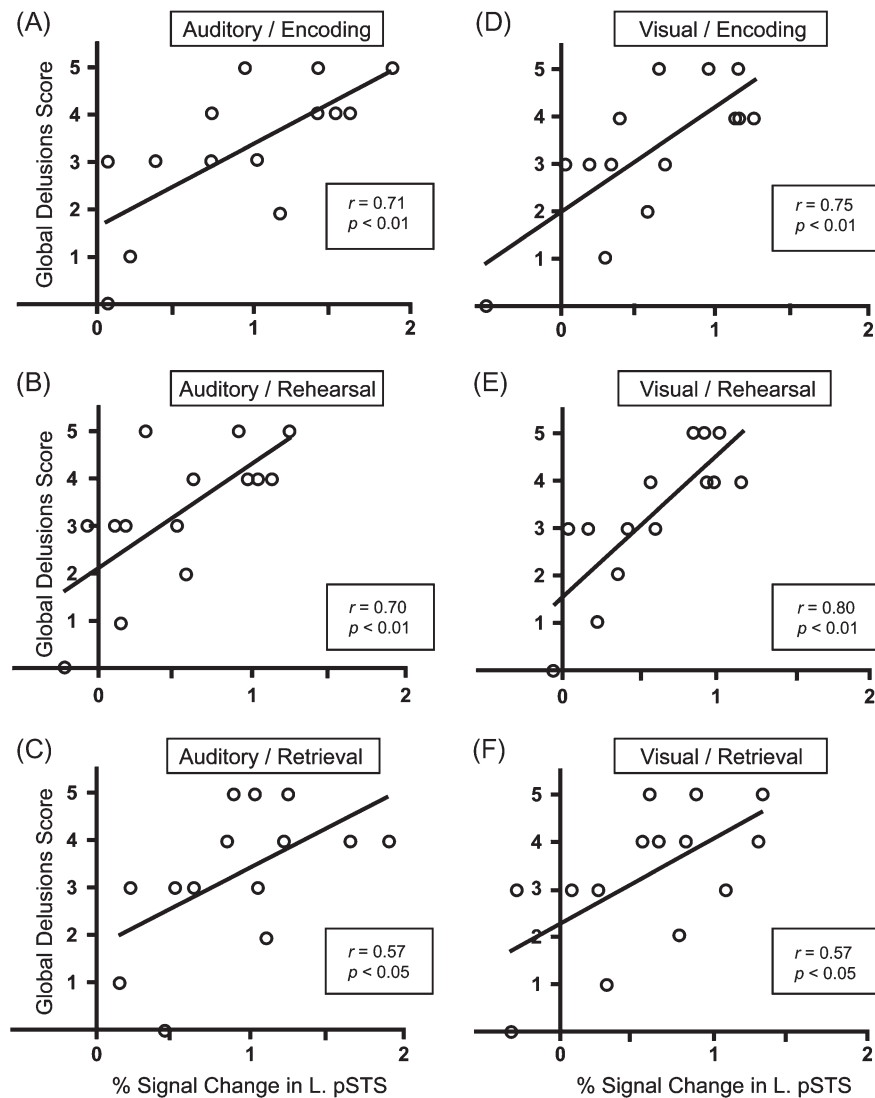 (A)
Auditory / Encoding
Global Delusions Score
5
4
3
2
1
0
1
2
r = 0.71
p < 0.01
(D)
Visual / Encoding
5
4
3
2
1
0
1
2
r = 0.75
p < 0.01
(B)
Auditory / Rehearsal
Global Delusions Score
5
4
3
2
1
0
1
2
r = 0.70
p < 0.01
(E)
Visual / Rehearsal
5
4
3
2
1
0
1
2
r = 0.80
p < 0.01
(C)
Auditory / Retrieval
Global Delusions Score
5
4
3
2
1
0
1
2
r = 0.57
p < 0.05
% Signal Change in L. pSTS
(F)
Visual / Retrieval
5
4
3
2
1
0
1
2
r = 0.57
p < 0.05
% Signal Change in L. pSTS